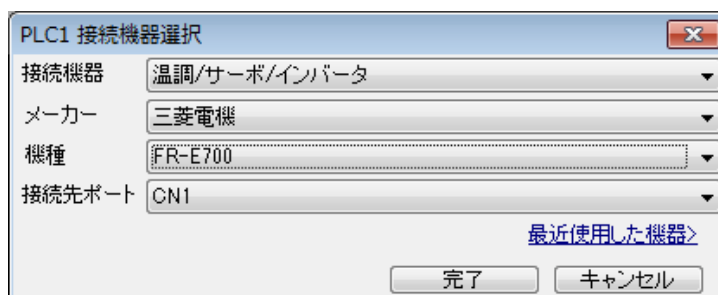 PLC1 接続機器選択
接続機器 温調/サーボ/インバータ
メーカー 三菱電機
機種 FR-E700
接続先ポート CN1
最近使用した機器>
完了 キャンセル